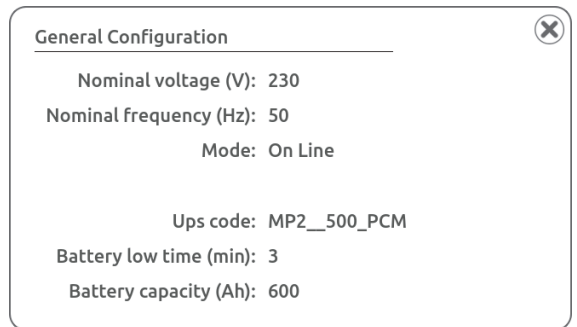 General Configuration
Nominal voltage (V): 230
Nominal frequency (Hz): 50
Mode: On Line
Ups code: MP2__500_PCM
Battery low time (min): 3
Battery capacity (Ah): 600